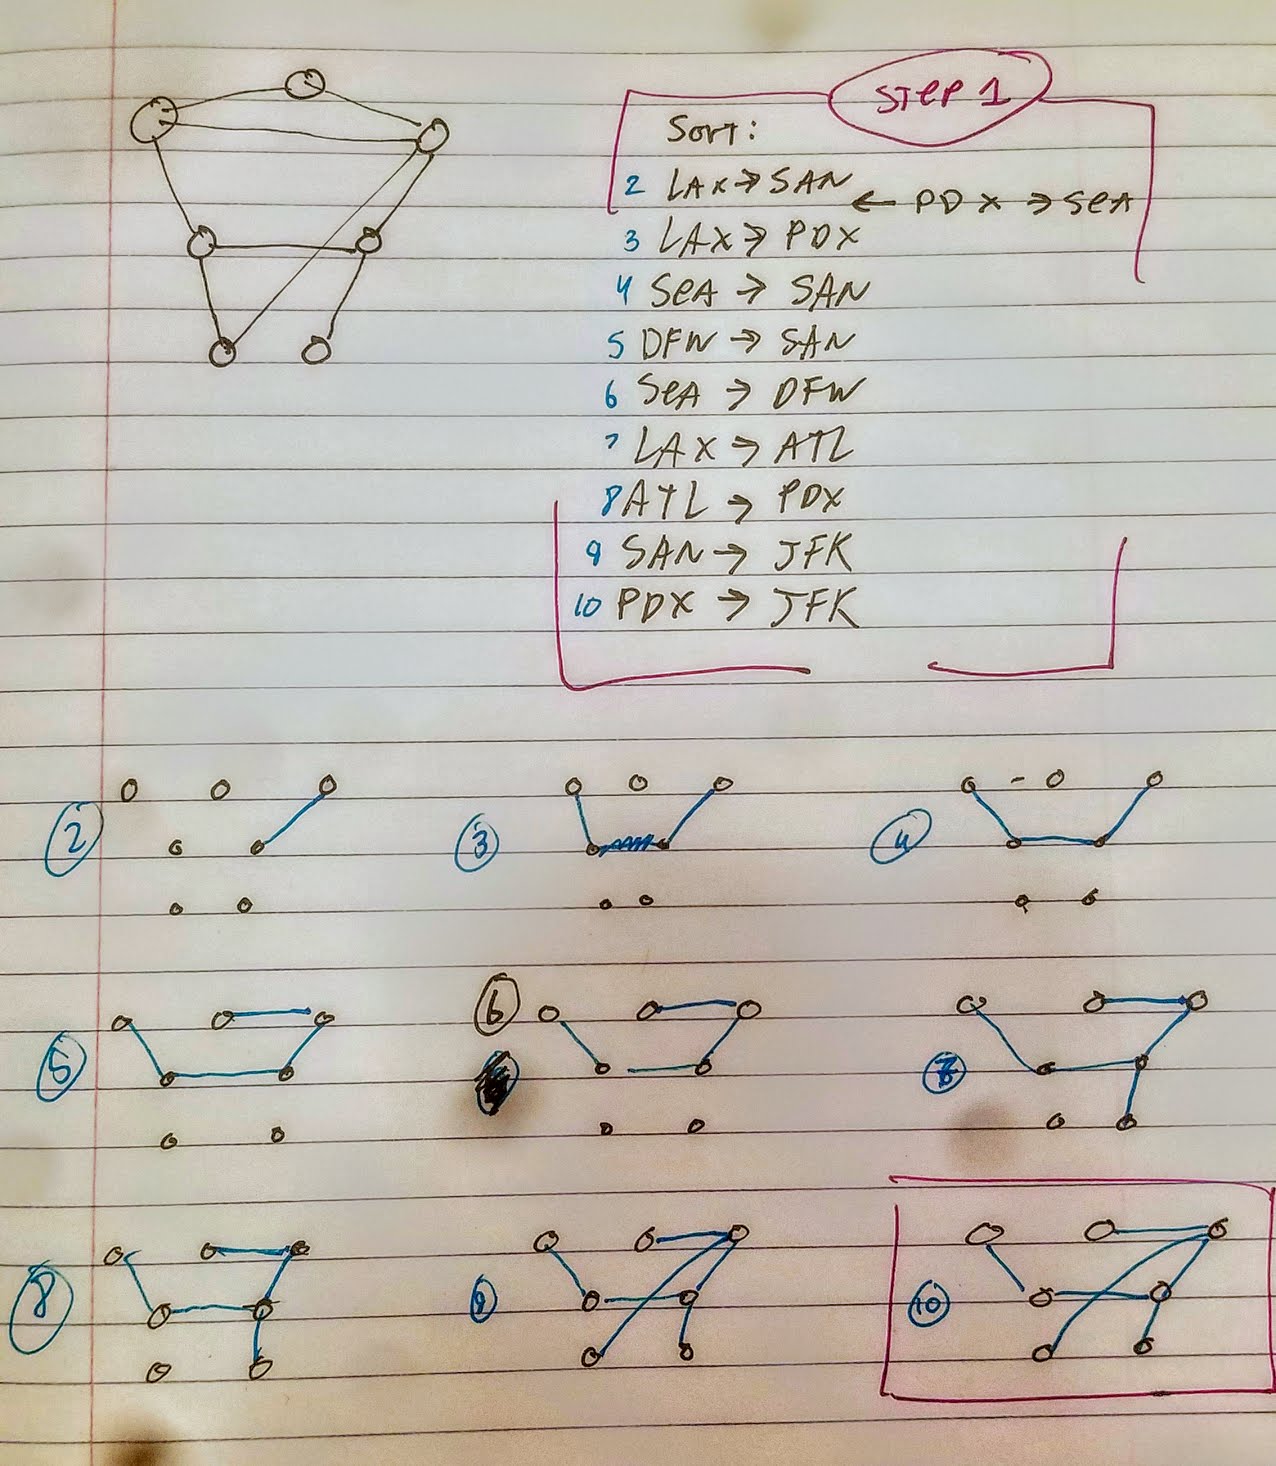 STEP 1
Sort:
2 LAX → SAN
← PDX → SEA
3 LAX → PDX
4 SEA → SAN
5 DFW → SAN
6 SEA → DFW
7 LAX → ATL
8 ATL → PDX
9 SAN → JFK
10 PDX → JFK
2 3 4
5 6 7
8 9 10